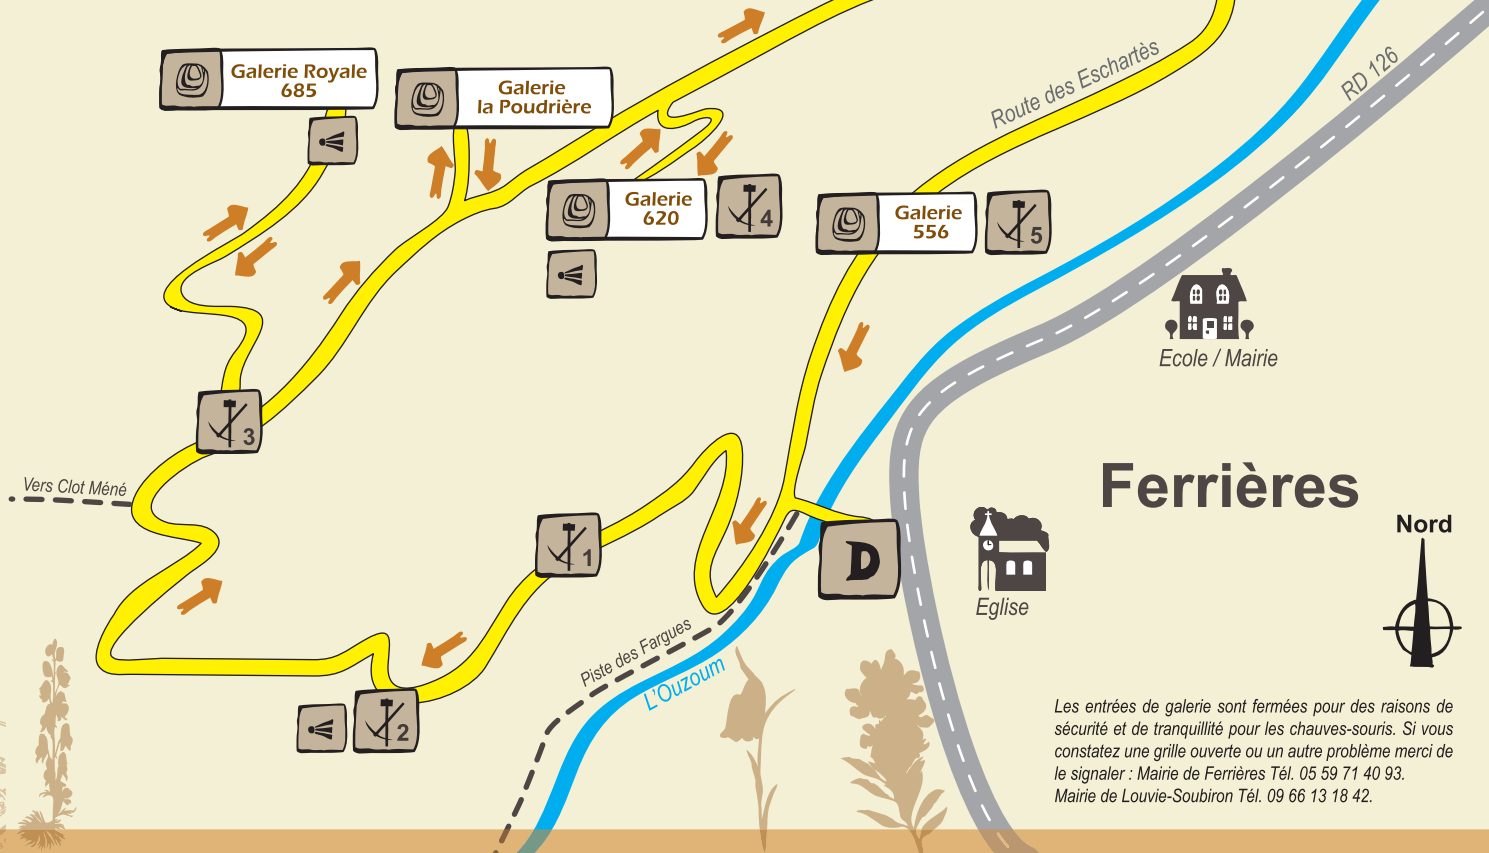 Galerie Royale
685
Galerie
la Poudrière
Route des Eschartès
RD 126
Galerie
620
4
Galerie
556
5
Ecole / Mairie
3
Vers Clot Méné
Ferrières
Nord
1
D
Eglise
Piste des Fargues
L'Ouzoum
2
Les entrées de galerie sont fermées pour des raisons de
sécurité et de tranquillité pour les chauves-souris. Si vous
constatez une grille ouverte ou un autre problème merci de
le signaler : Mairie de Ferrières Tél. 05 59 71 40 93.
Mairie de Louvie-Soubiron Tél. 09 66 13 18 42.